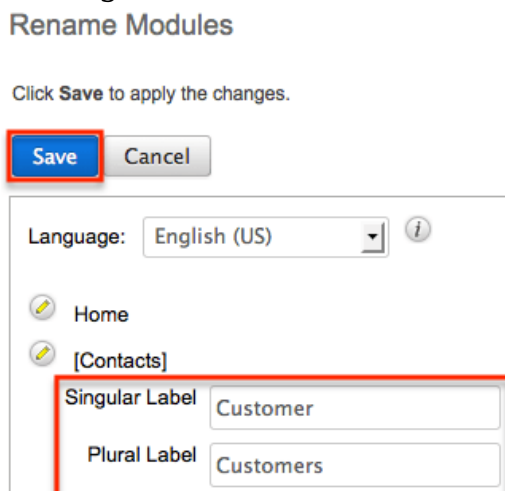 Rename Modules
Click Save to apply the changes.
Save Cancel
Language: English (US) i
Home
[Contacts]
Singular Label Customer
Plural Label Customers